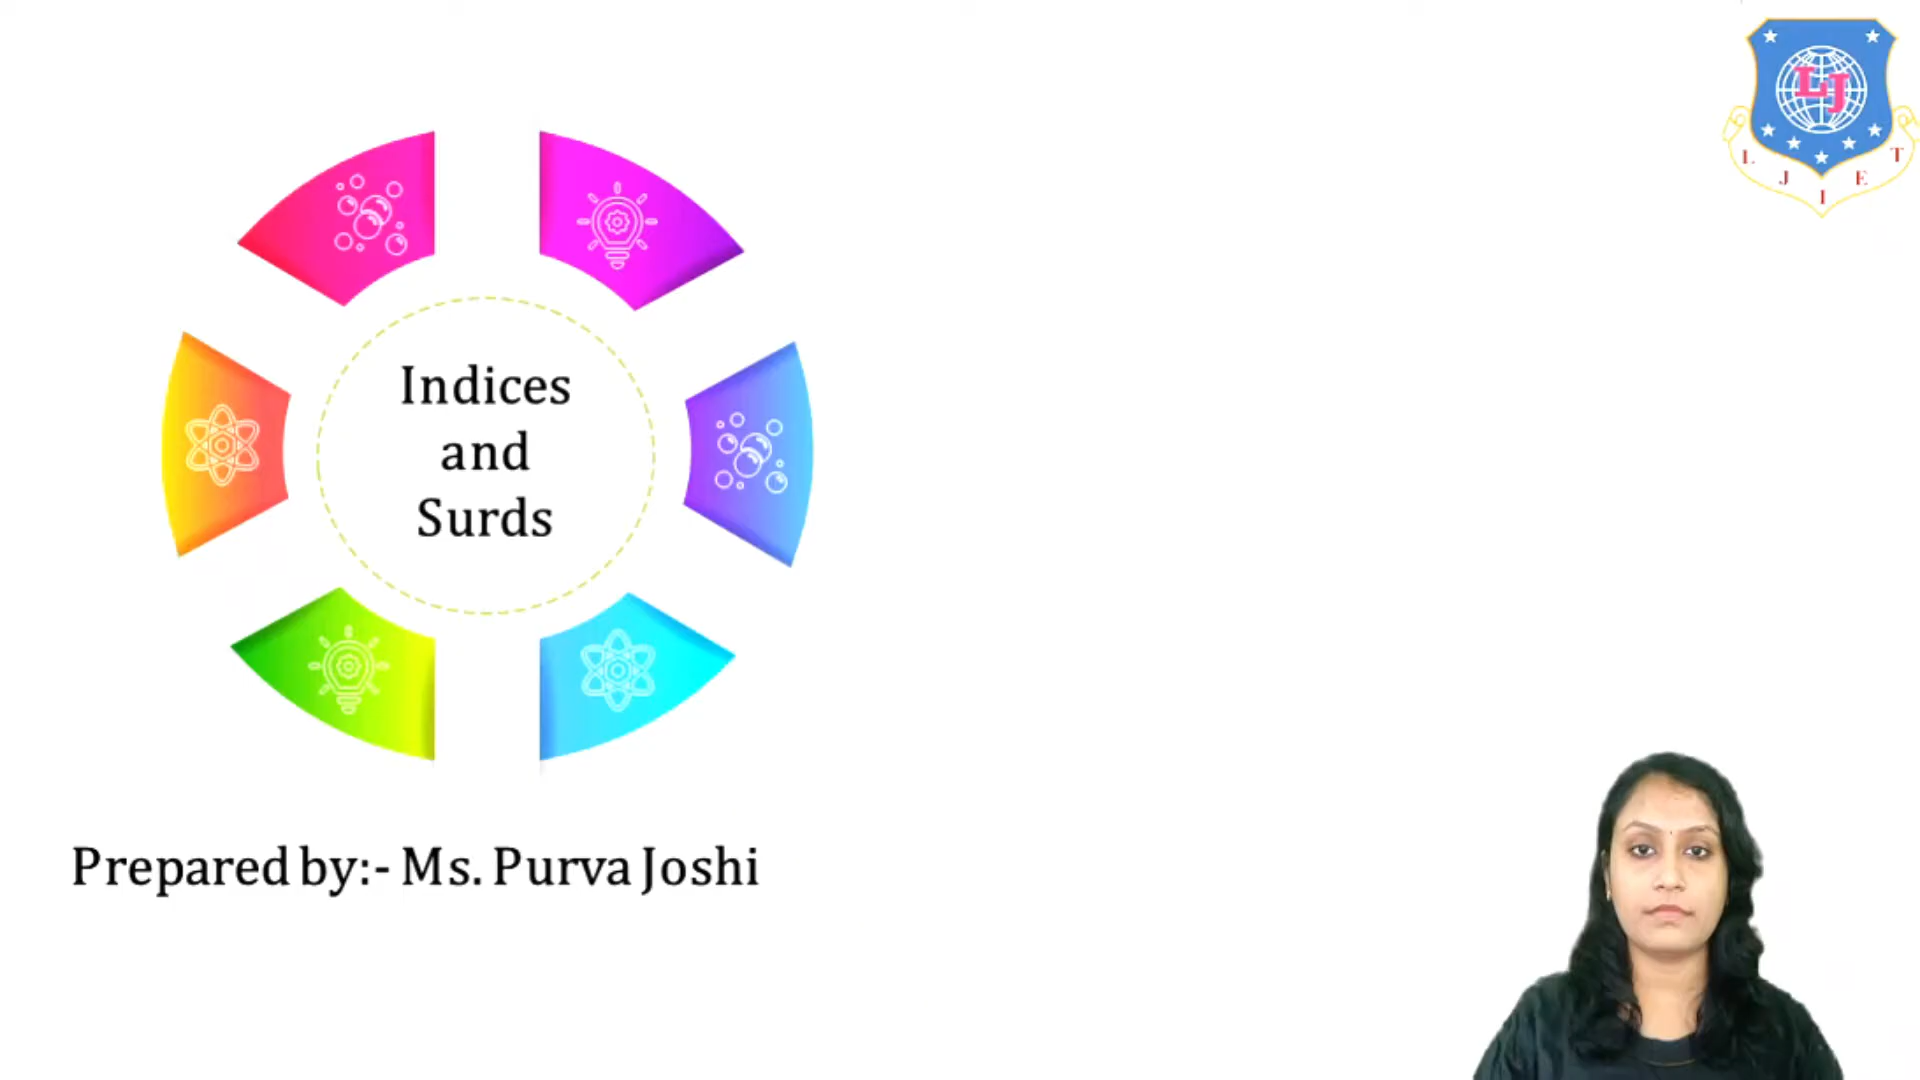 LJ
L J I E T
Indices
and
Surds
Prepared by:- Ms. Purva Joshi